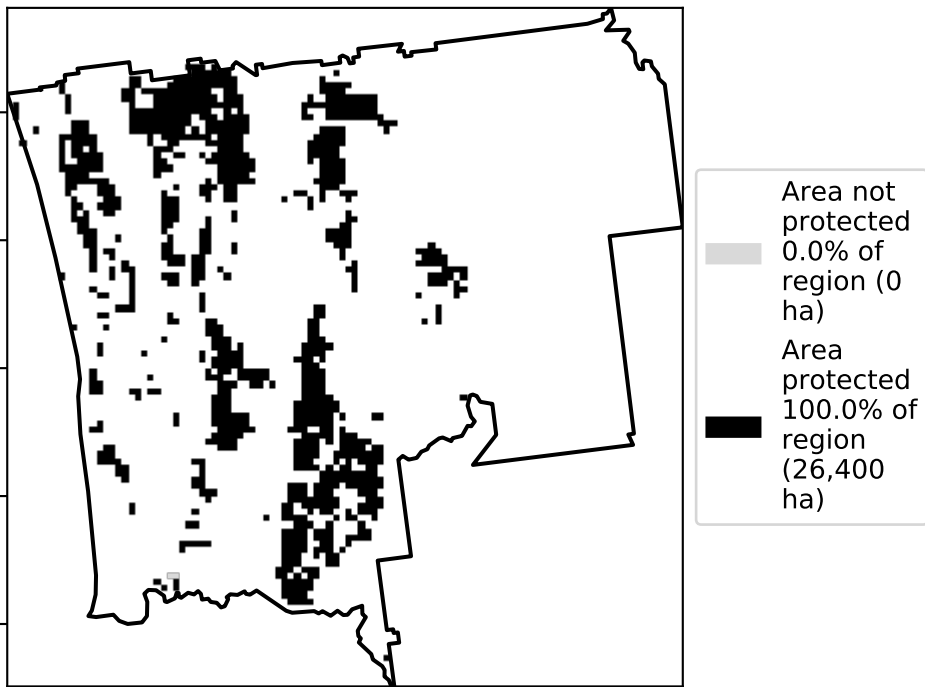 Area not
protected
0.0% of
region (0
ha)
Area
protected
100.0% of
region
(26,400
ha)